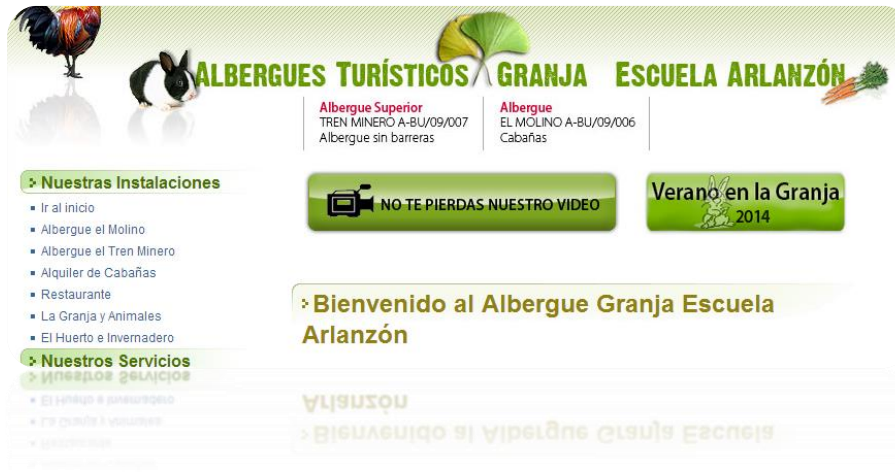 ALBERGUES TURÍSTICOS GRANJA ESCUELA ARLANZÓN
Albergue Superior
TREN MINERO A-BU/09/007
Albergue sin barreras
Albergue
EL MOLINO A-BU/09/006
Cabañas
Nuestras Instalaciones
Ir al inicio
Albergue el Molino
Albergue el Tren Minero
Alquiler de Cabañas
Restaurante
La Granja y Animales
El Huerto e Invernadero
Nuestros Servicios
NO TE PIERDAS NUESTRO VIDEO
Verano en la Granja
2014
Bienvenido al Albergue Granja Escuela
Arlanzón